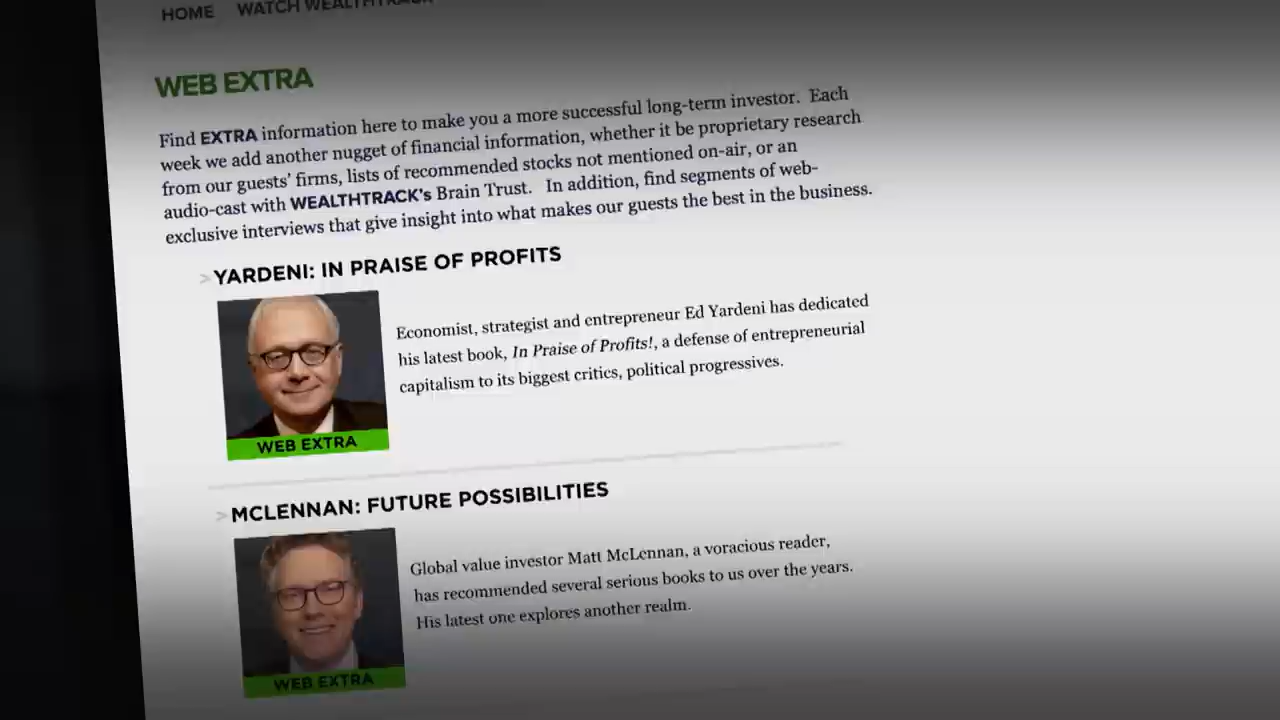 HOME WATCH WEALTHTRACK
WEB EXTRA
Find EXTRA information here to make you a more successful long-term investor. Each
week we add another nugget of financial information, whether it be proprietary research
from our guests' firms, lists of recommended stocks not mentioned on-air, or an
audio-cast with WEALTHTRACK's Brain Trust. In addition, find segments of web-
exclusive interviews that give insight into what makes our guests the best in the business.
>YARDENI: IN PRAISE OF PROFITS
Economist, strategist and entrepreneur Ed Yardeni has dedicated
his latest book, In Praise of Profits!, a defense of entrepreneurial
capitalism to its biggest critics, political progressives.
WEB EXTRA
>MCLENNAN: FUTURE POSSIBILITIES
Global value investor Matt McLennan, a voracious reader,
has recommended several serious books to us over the years.
His latest one explores another realm.
WEB EXTRA